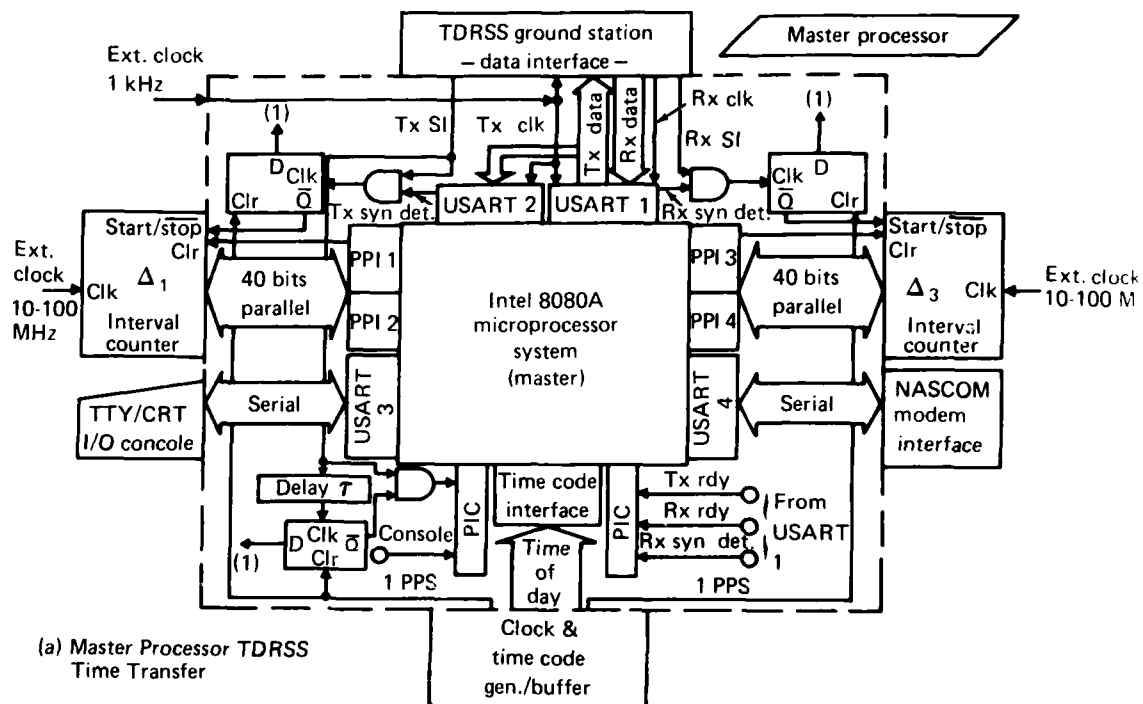 TDRSS ground station
– data interface –
Master processor
Ext. clock
1 kHz
(1)
Tx SI
Tx clk
Tx data
Rx data
Rx clk
Rx SI
(1)
D
Clk
Clr
Q
Tx syn det.
USART 2
USART 1
Rx syn det.
D
Clk
Q
Clr
Start/stop
Clr
Ext.
clock
10-100
MHz
Clk
Δ1
Interval
counter
40 bits
parallel
PPI 1
PPI 2
Intel 8080A
microprocessor
system
(master)
PPI 3
PPI 4
40 bits
parallel
Start/stop
Clr
Δ3
Clk
Interval
counter
Ext. clock
10-100 M
TTY/CRT
I/O concole
Serial
USART
3
USART
4
Serial
NASCOM
modem
interface
Delay τ
D
Clk
Q
Clr
(1)
Console
PIC
Time code
interface
PIC
Tx rdy
Rx rdy
Rx syn det.
From
USART
1
1 PPS
Time
of
day
1 PPS
Clock &
time code
gen./buffer
(a) Master Processor TDRSS
Time Transfer